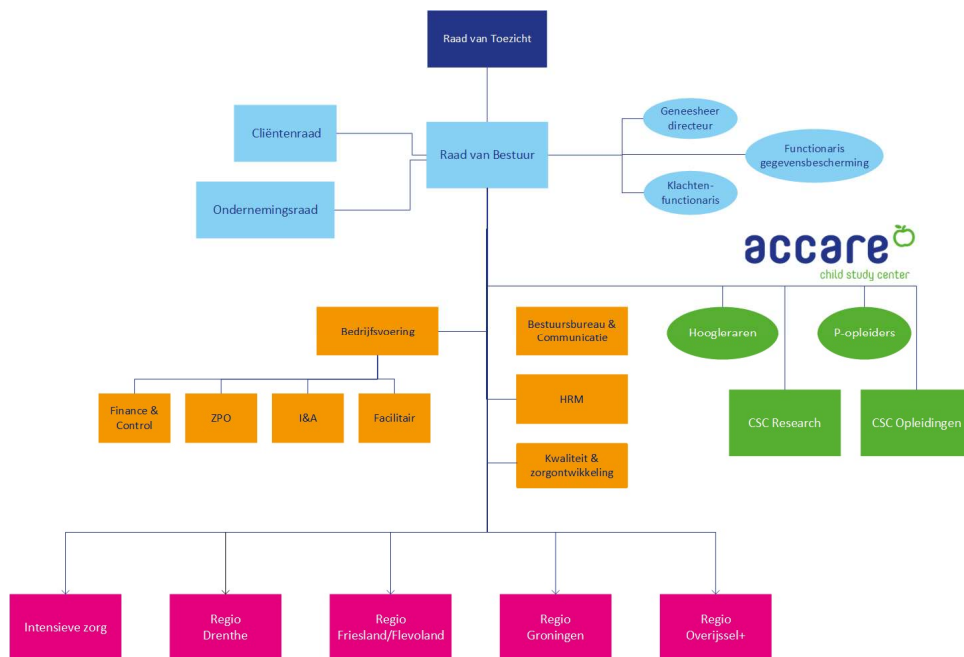 Raad van Toezicht
Cliëntenraad
Raad van Bestuur
Geneesheer
directeur
Functionaris
gegevensbescherming
Klachten-
functionaris
Ondernemingsraad
accare
child study center
Bedrijfsvoering
Bestuursbureau &
Communicatie
Hoogleraren
P-opleiders
Finance &
Control
ZPO
I&A
Facilitair
HRM
CSC Research
CSC Opleidingen
Kwaliteit &
zorgontwikkeling
Intensieve zorg
Regio
Drenthe
Regio
Friesland/Flevoland
Regio
Groningen
Regio
Overijssel+